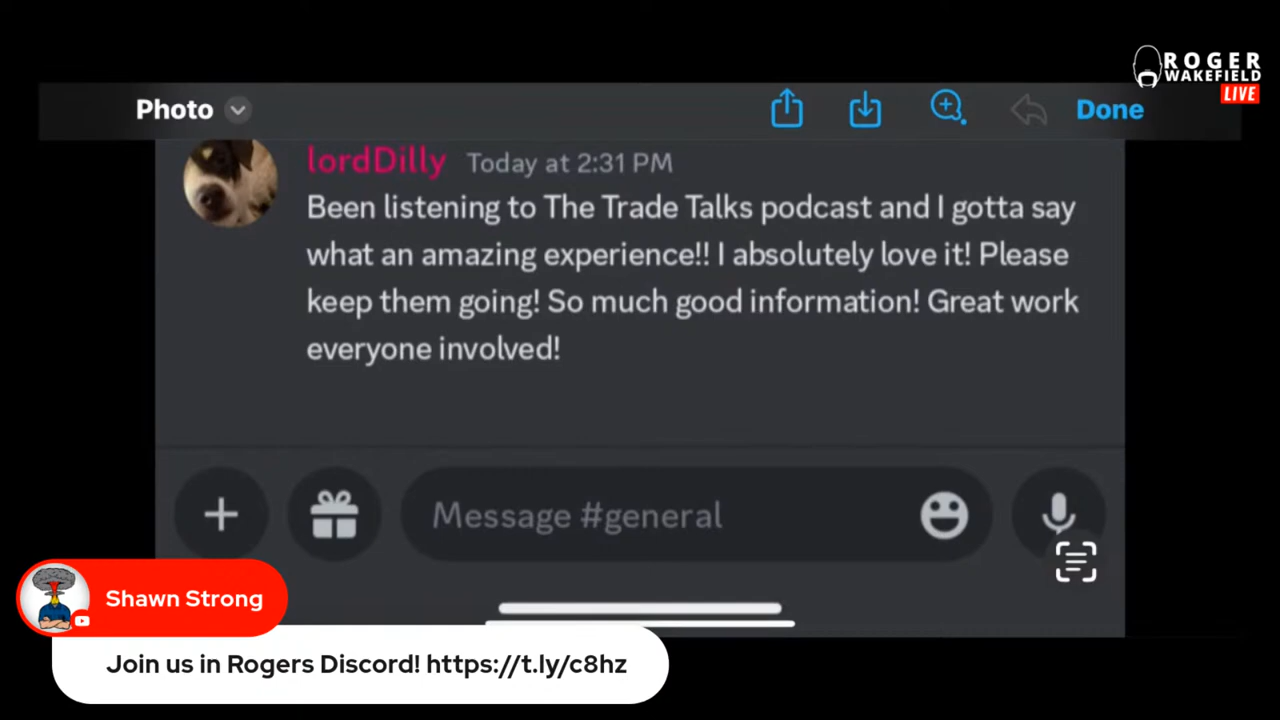 ROGER
WAKEFIELD
LIVE
Photo
Done
lordDilly Today at 2:31 PM
Been listening to The Trade Talks podcast and I gotta say
what an amazing experience!! I absolutely love it! Please
keep them going! So much good information! Great work
everyone involved!
Message #general
Shawn Strong
Join us in Rogers Discord! https://t.ly/c8hz